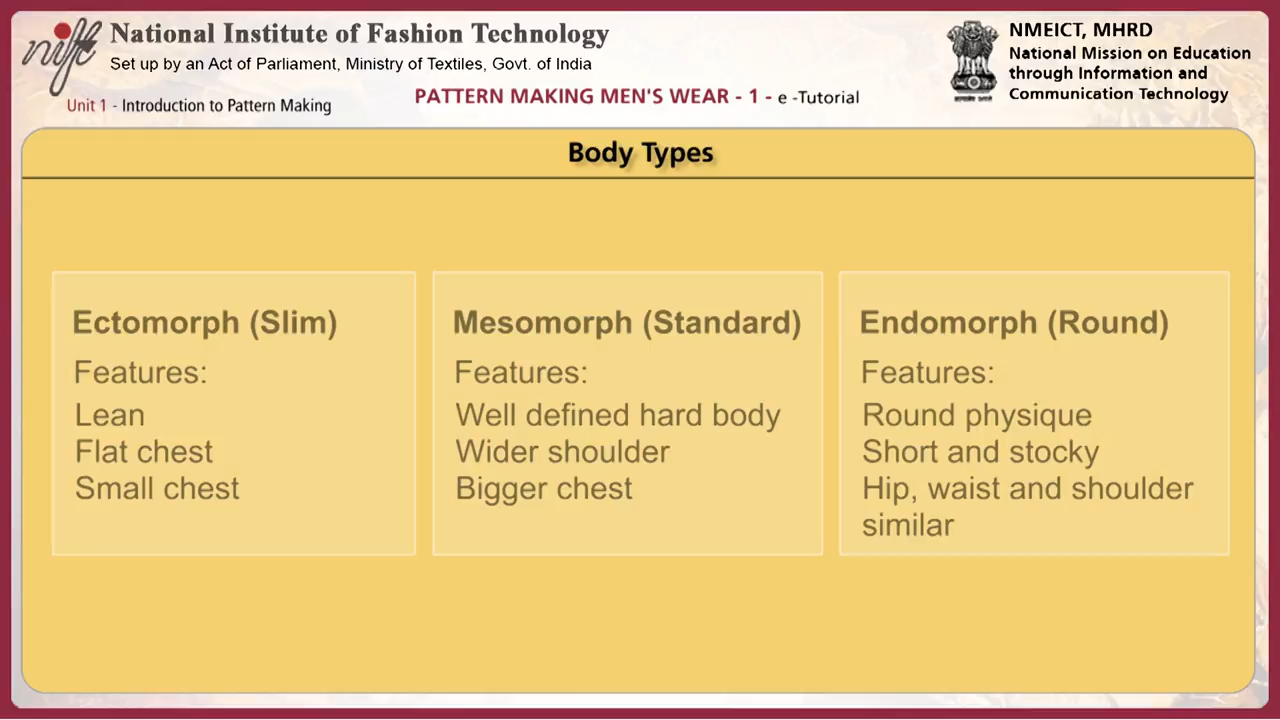 nift
National Institute of Fashion Technology
Set up by an Act of Parliament, Ministry of Textiles, Govt. of India
Unit 1 - Introduction to Pattern Making
PATTERN MAKING MEN'S WEAR - 1 - e -Tutorial
NMEICT, MHRD
National Mission on Education
through Information and
Communication Technology
Body Types
Ectomorph (Slim)
Features:
Lean
Flat chest
Small chest
Mesomorph (Standard)
Features:
Well defined hard body
Wider shoulder
Bigger chest
Endomorph (Round)
Features:
Round physique
Short and stocky
Hip, waist and shoulder
similar